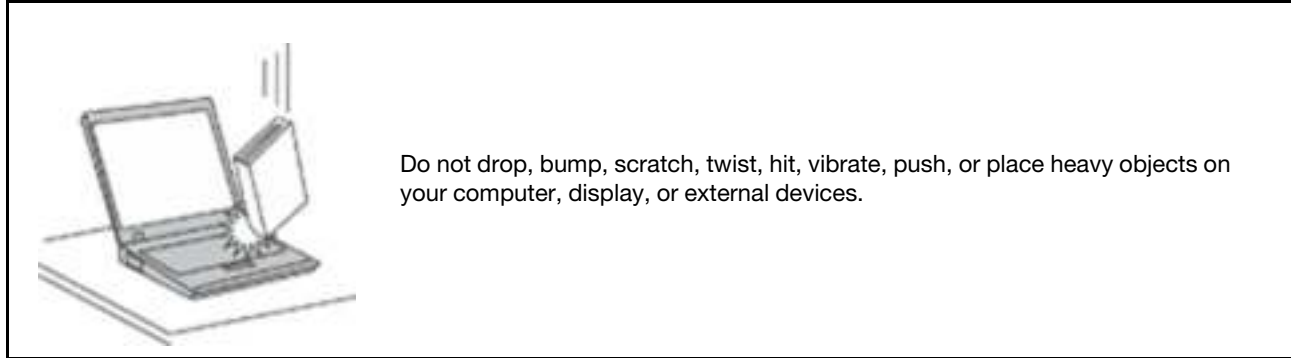 Do not drop, bump, scratch, twist, hit, vibrate, push, or place heavy objects on
your computer, display, or external devices.